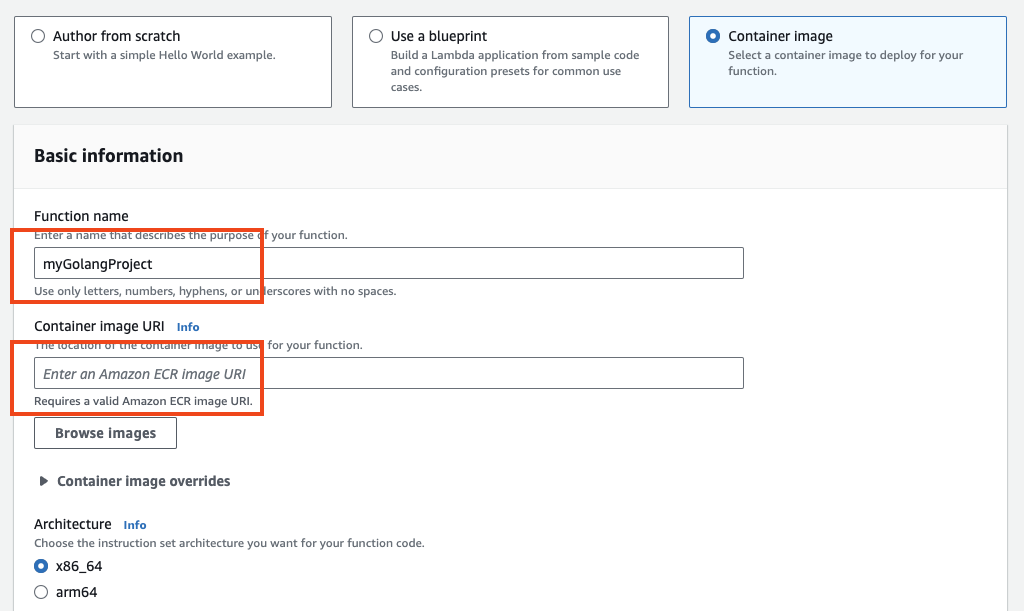 Author from scratch
Start with a simple Hello World example.
Use a blueprint
Build a Lambda application from sample code
and configuration presets for common use
cases.
Container image
Select a container image to deploy for your
function.
Basic information
Function name
Enter a name that describes the purpose of your function.
myGolangProject
Use only letters, numbers, hyphens, or underscores with no spaces.
Container image URI Info
The location of the container image to use for your function.
Enter an Amazon ECR image URI
Requires a valid Amazon ECR image URI.
Browse images
Container image overrides
Architecture Info
Choose the instruction set architecture you want for your function code.
x86_64
arm64